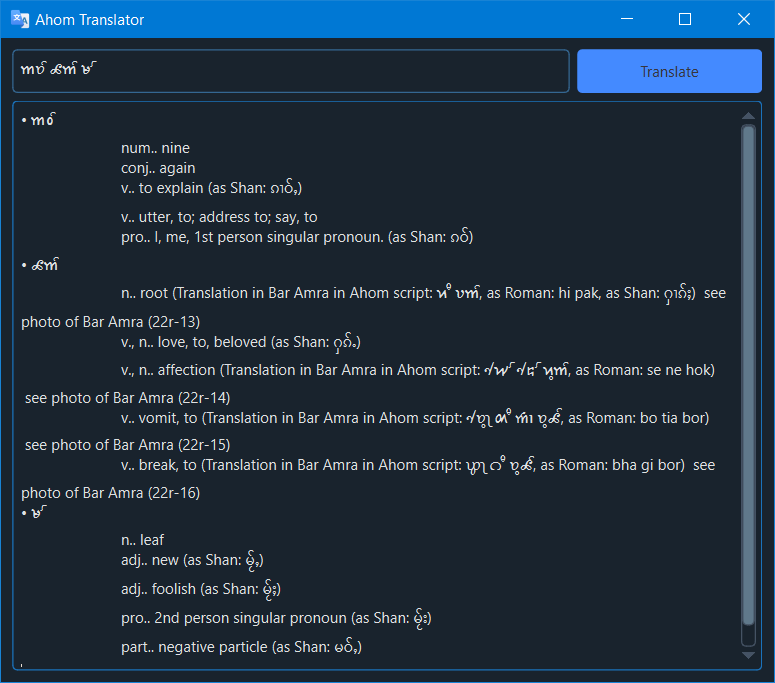 Ahom Translator
𑜀𑜧 𑜍𑜀𑜫 𑜉𑜧
Translate
num.. nine
conj.. again
v.. to explain (as Shan: ၵၢဝ်ႇ)
v.. utter, to; address to; say, to
pro.. I, me, 1st person singular pronoun. (as Shan: ၵဝ်)
•
n.. root (Translation in Bar Amra in Ahom script: as Roman: hi pak, as Shan: ႁၢၵ်ႈ) see
photo of Bar Amra (22r-13)
v., n.. love, to, beloved (as Shan: ႁၵ်ႉ)
v., n.. affection (Translation in Bar Amra in Ahom script: as Roman: se ne hok)
see photo of Bar Amra (22r-14)
v.. vomit, to (Translation in Bar Amra in Ahom script: as Roman: bo tia bor)
see photo of Bar Amra (22r-15)
v.. break, to (Translation in Bar Amra in Ahom script: as Roman: bha gi bor) see
photo of Bar Amra (22r-16)
•
n.. leaf
adj.. new (as Shan: မႂ်ႇ)
adj.. foolish (as Shan: မႂ်ႈ)
pro.. 2nd person singular pronoun (as Shan: မႂ်း)
part.. negative particle (as Shan: မဝ်ႇ)